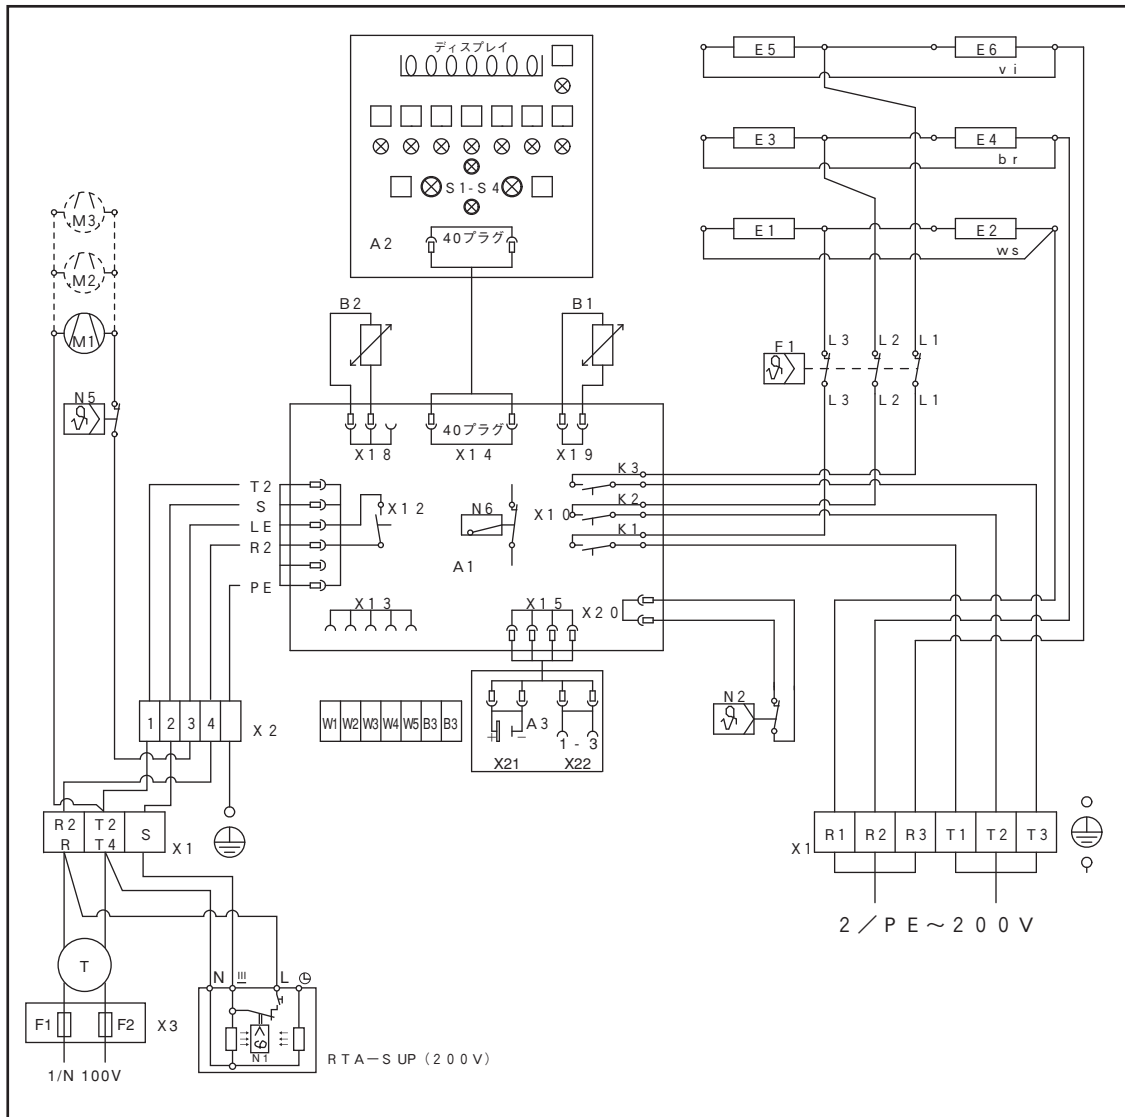 ディスプレイ
E5
E6
vi
E3
E4
br
S1-S4
M3
A2
40プラグ
E1
E2
ws
M2
B2
B1
M1
F1
L3
L2
L1
N5
L3
L2
L1
40プラグ
X18
X14
X19
K3
T2
S
X12
N6
X10
K2
LE
K1
R2
A1
PE
X13
X15
X20
N2
1
2
3
4
X2
W1
W2
W3
W4
W5
B3
B3
+
-
A3
1-3
X21
X22
R2
R
T2
T4
S
X1
X1
R1
R2
R3
T1
T2
T3
2/PE~200V
T
N
L
F1
F2
X3
N1
RTA-SUP(200V)
1/N 100V